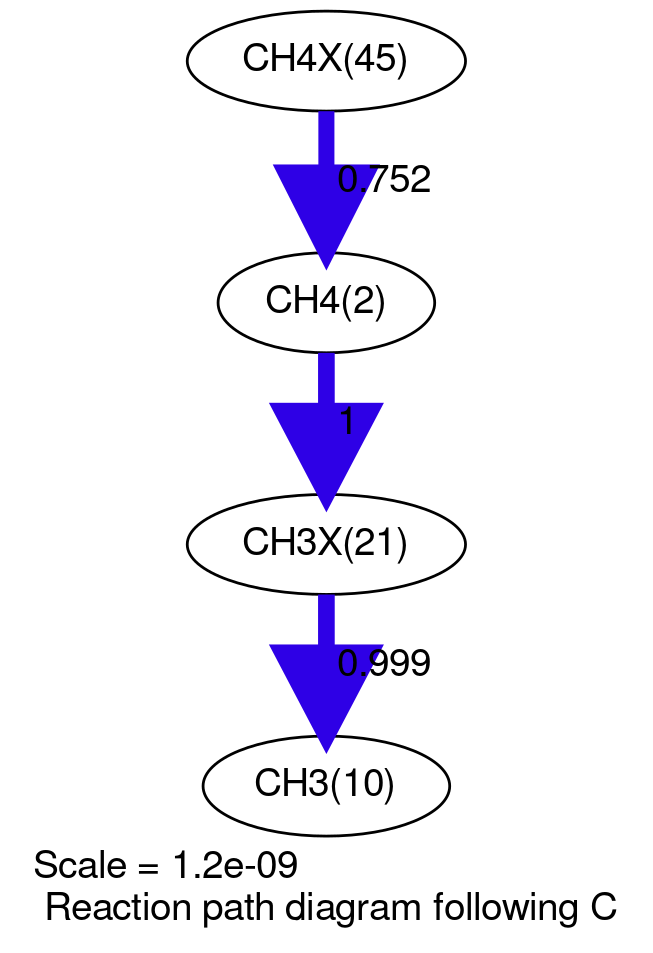 CH4X(45)
0.752
CH4(2)
1
CH3X(21)
0.999
CH3(10)
Scale = 1.2e-09
Reaction path diagram following C